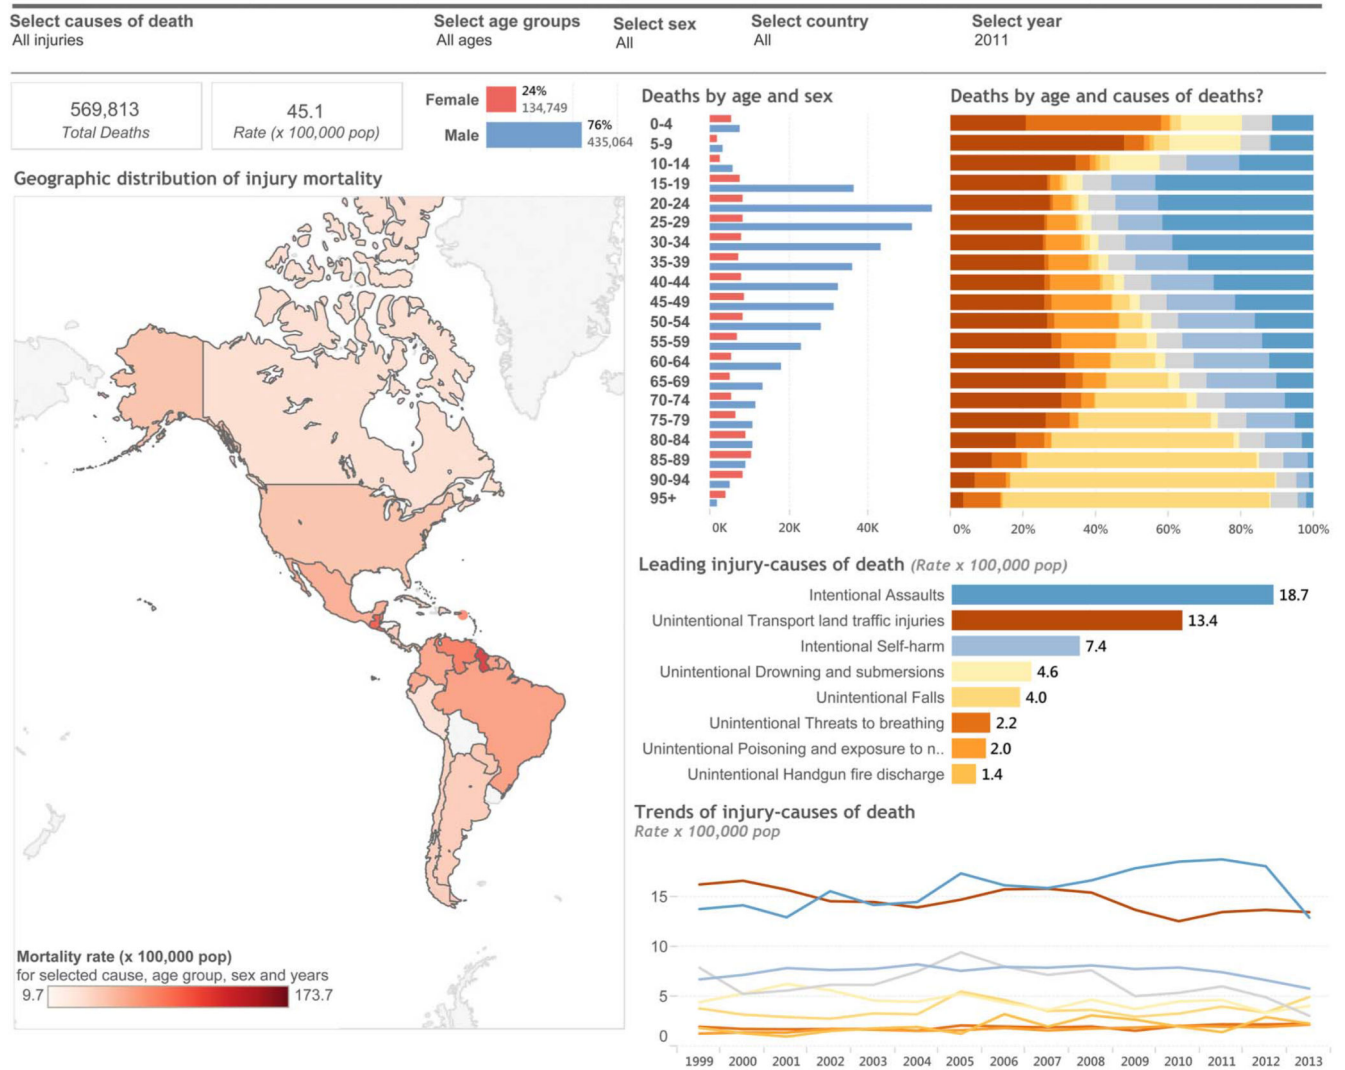 Select causes of death
All injuries
Select age groups
All ages
Select sex
All
Select country
All
Select year
2011
569,813
Total Deaths
45.1
Rate (x 100,000 pop)
Female
24%
134,749
Male
76%
435,064
Geographic distribution of injury mortality
Mortality rate (x 100,000 pop)
for selected cause, age group, sex and years
9.7
173.7
Deaths by age and sex
0-4
5-9
10-14
15-19
20-24
25-29
30-34
35-39
40-44
45-49
50-54
55-59
60-64
65-69
70-74
75-79
80-84
85-89
90-94
95+
0K 20K 40K
Deaths by age and causes of deaths?
0% 20% 40% 60% 80% 100%
Leading injury-causes of death (Rate x 100,000 pop)
Intentional Assaults 18.7
Unintentional Transport land traffic injuries 13.4
Intentional Self-harm 7.4
Unintentional Drowning and submersions 4.6
Unintentional Falls 4.0
Unintentional Threats to breathing 2.2
Unintentional Poisoning and exposure to n.. 2.0
Unintentional Handgun fire discharge 1.4
Trends of injury-causes of death
Rate x 100,000 pop
15
10
5
0
1999 2000 2001 2002 2003 2004 2005 2006 2007 2008 2009 2010 2011 2012 2013